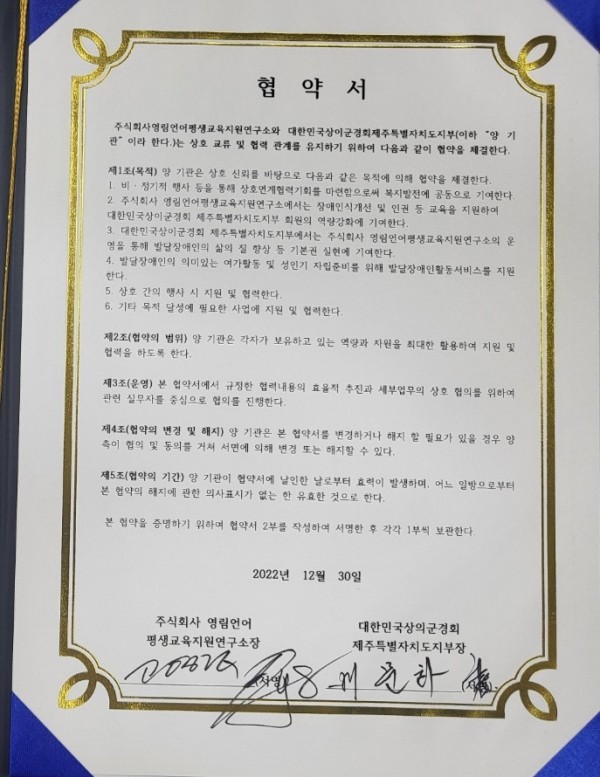 협 약 서
주식회사영림언어평생교육지원연구소와 대한민국상이군경회제주특별자치도지부(이하 "양 기
관"이라 한다.)는 상호 교류 및 협력 관계를 유지하기 위하여 다음과 같이 협약을 체결한다.
제1조(목적) 양 기관은 상호 신뢰를 바탕으로 다음과 같은 목적에 의해 협약을 체결한다.
1. 비·정기적 행사 등을 통해 상호연계협력기회를 마련함으로써 복지발전에 공동으로 기여한다.
2. 주식회사 영림언어평생교육지원연구소에서는 장애인식개선 및 인권 등 교육을 지원하여
대한민국상이군경회 제주특별자치도지부 회원의 역량강화에 기여한다.
3. 대한민국상이군경회 제주특별자치도지부에서는 주식회사 영림언어평생교육지원연구소의 운
영을 통해 발달장애인의 삶의 질 향상 등 기본권 실현에 기여한다.
4. 발달장애인의 의미있는 여가활동 및 성인기 자립준비를 위해 발달장애인활동서비스를 지원
한다.
5. 상호 간의 행사 시 지원 및 협력한다.
6. 기타 목적 달성에 필요한 사업에 지원 및 협력한다.
제2조(협약의 범위) 양 기관은 각자가 보유하고 있는 역량과 자원을 최대한 활용하여 지원 및
협력을 하도록 한다.
제3조(운영) 본 협약서에서 규정한 협력내용의 효율적 추진과 세부업무의 상호 협의를 위하여
관련 실무자를 중심으로 협의를 진행한다.
제4조(협약의 변경 및 해지) 양 기관은 본 협약서를 변경하거나 해지 할 필요가 있을 경우 양
측이 협의 및 동의를 거쳐 서면에 의해 변경 또는 해지할 수 있다.
제5조(협약의 기간) 양 기관이 협약서에 날인한 날로부터 효력이 발생하며, 어느 일방으로부터
본 협약의 해지에 관한 의사표시가 없는 한 유효한 것으로 한다.
본 협약을 증명하기 위하여 협약서 2부를 작성하여 서명한 후 각각 1부씩 보관한다.
2022년 12월 30일
주식회사 영림언어
평생교육지원연구소장
대한민국상의군경회
제주특별자치도지부장